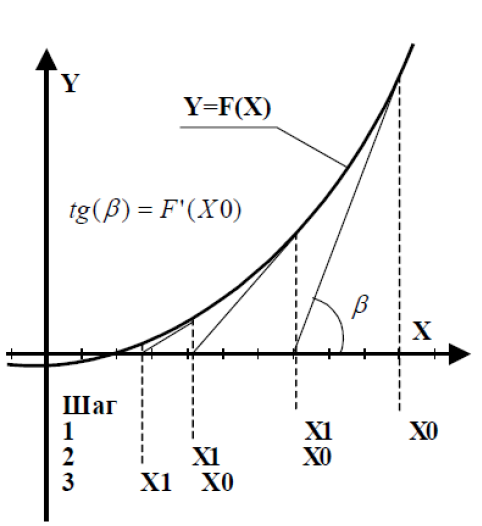 Y
Y=F(X)
tg(β) = F'(X0)
β
X
Шаг
1 X1 X0
2 X1 X0
3 X1 X0